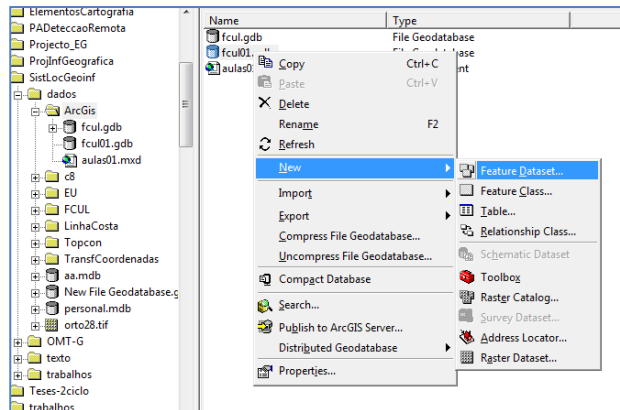 ElementosCartografia
PADeteccaoRemota
Projecto_EG
ProjInfGeografica
SistLocGeoinf
dados
ArcGis
fcul.gdb
fcul01.gdb
aulas01.mxd
c8
EU
FCUL
LinhaCosta
Topcon
TransfCoordenadas
aa.mdb
New File Geodatabase.g
personal.mdb
orto28.tif
OMT-G
texto
trabalhos
Teses-2ciclo
trabalhos
Name Type
fcul.gdb File Geodatabase
fcul01
aulas0
Copy Ctrl+C
Paste Ctrl+V
Delete
Rename F2
Refresh
New
Import
Export
Compress File Geodatabase...
Uncompress File Geodatabase...
Compact Database
Search...
Publish to ArcGIS Server...
Distributed Geodatabase
Properties...
Feature Dataset...
Feature Class...
Table...
Relationship Class...
Schematic Dataset
Toolbox
Raster Catalog...
Survey Dataset...
Address Locator...
Raster Dataset...